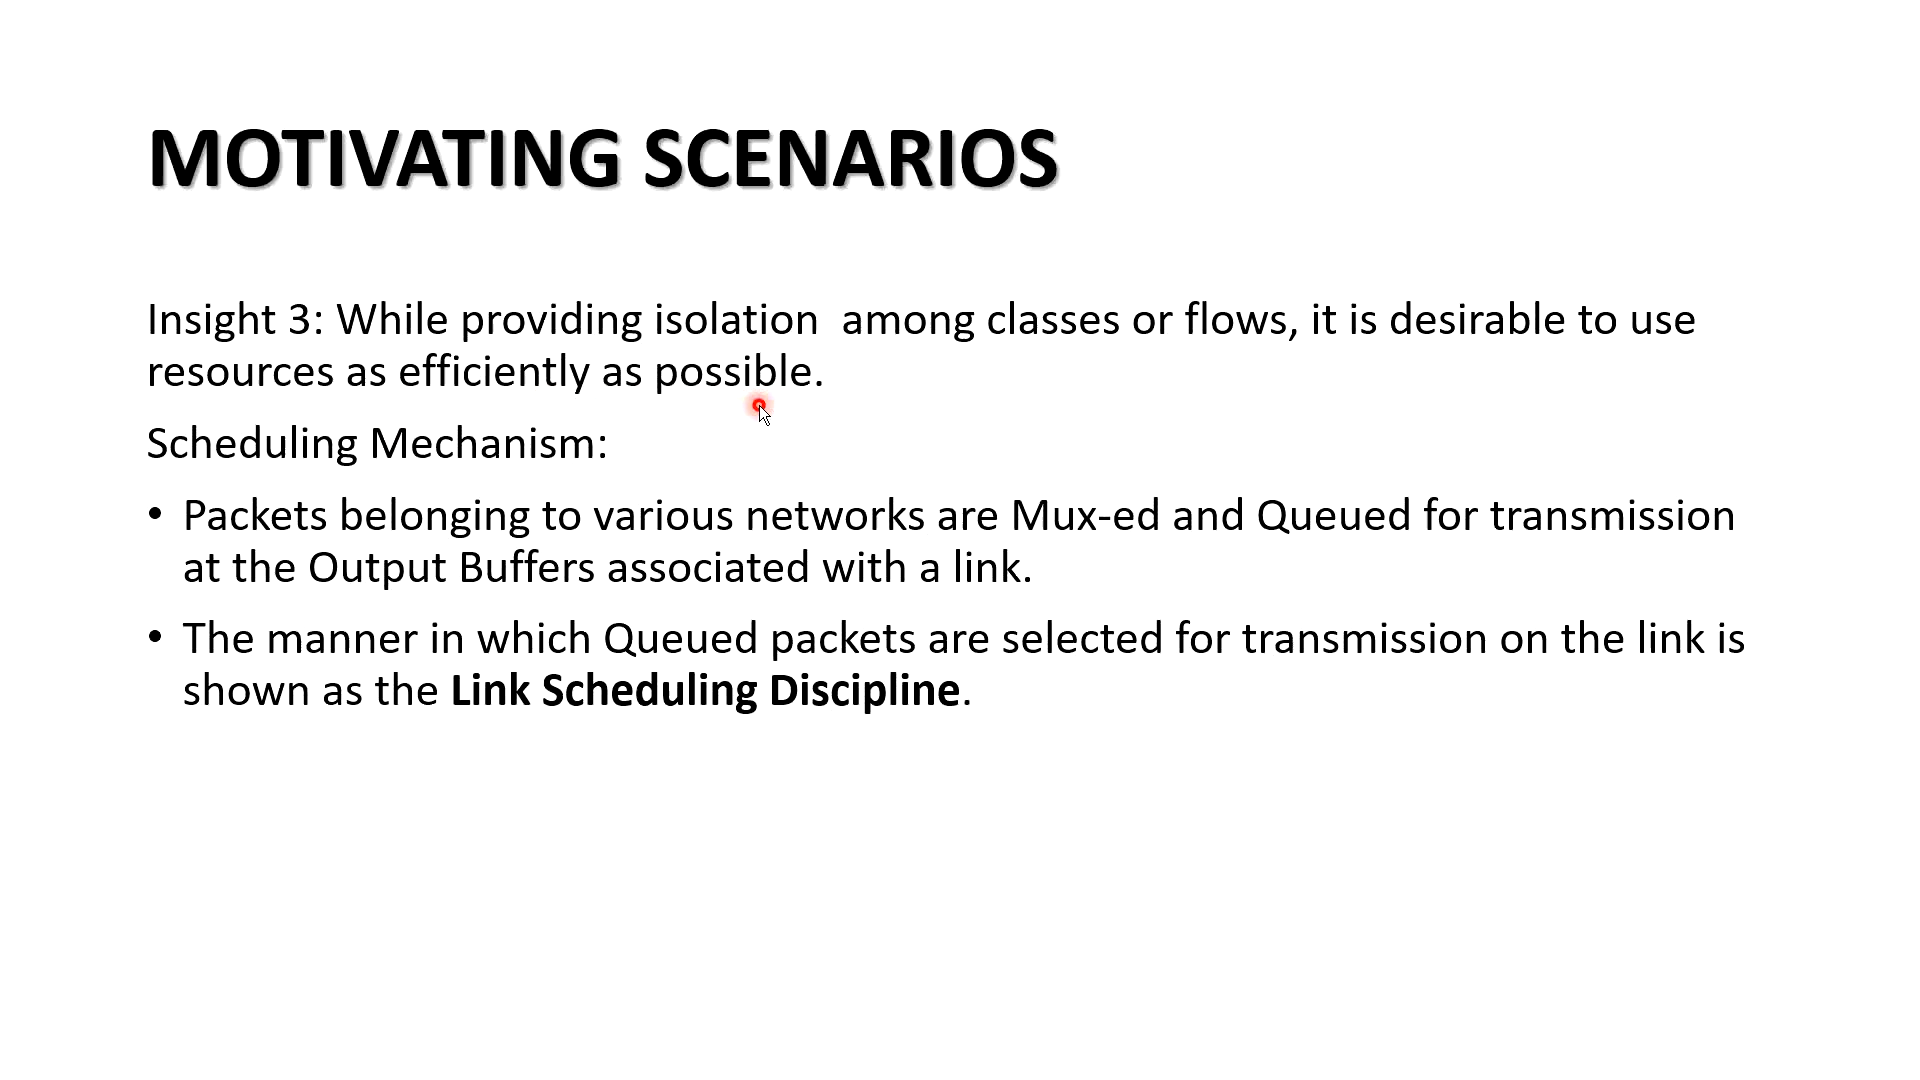 MOTIVATING SCENARIOS
Insight 3: While providing isolation  among classes or flows, it is desirable to use
resources as efficiently as possible.
Scheduling Mechanism:
• Packets belonging to various networks are Mux-ed and Queued for transmission
at the Output Buffers associated with a link.
• The manner in which Queued packets are selected for transmission on the link is
shown as the Link Scheduling Discipline.